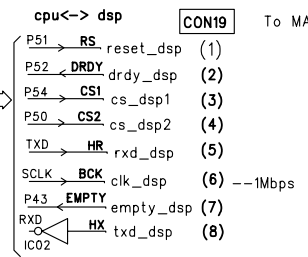 cpu<-> dsp CON19 To MA
P51 RS reset_dsp (1)
P52 DRDY drdy_dsp (2)
P54 CS1 cs_dsp1 (3)
P50 CS2 cs_dsp2 (4)
TXD HR rxd_dsp (5)
SCLK BCK clk_dsp (6) --1Mbps
P43 EMPTY empty_dsp (7)
RXD HX txd_dsp (8)
IC02